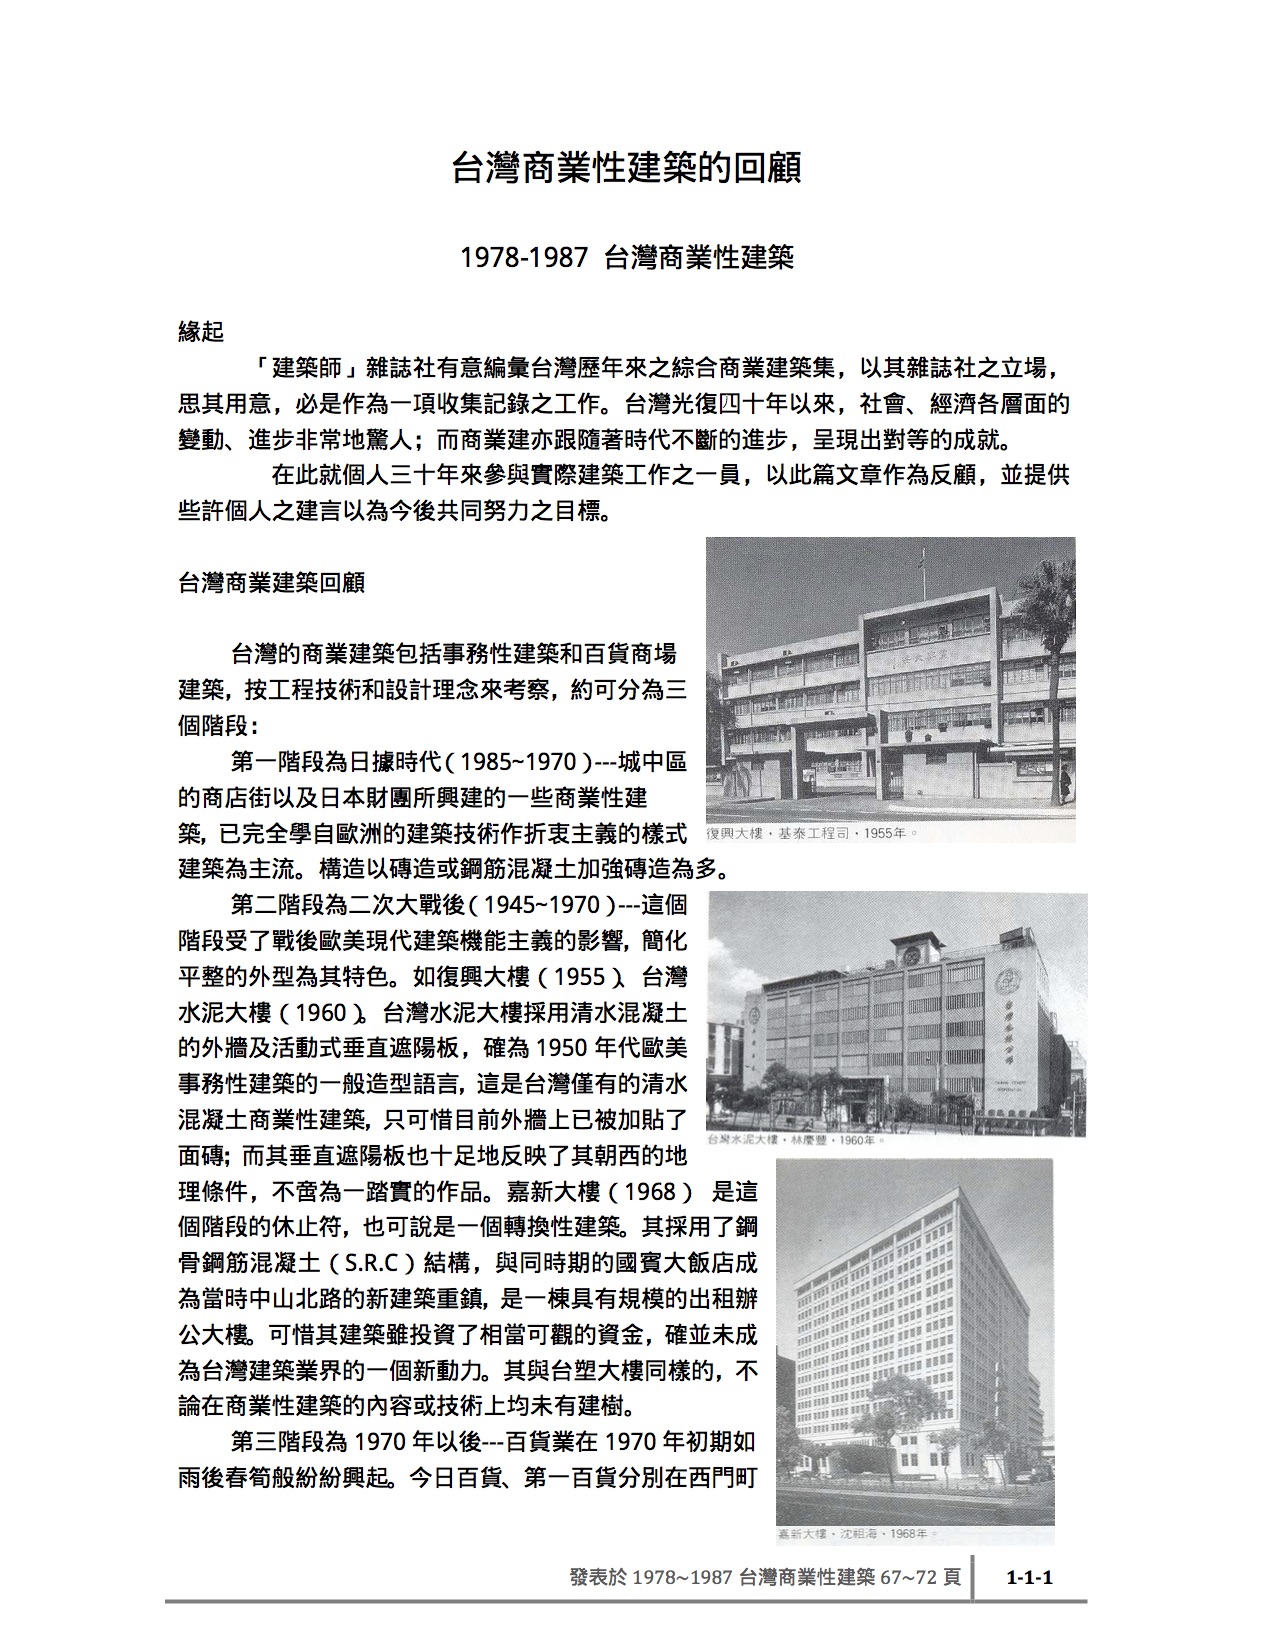 台灣商業性建築的回顧
1978-1987 台灣商業性建築
緣起
「建築師」雜誌社有意編彙台灣歷年來之綜合商業建築集，以其雜誌社之立場，
思其用意，必是作為一項收集記錄之工作。台灣光復四十年以來，社會、經濟各層面的
變動、進步非常地驚人；而商業建亦跟隨著時代不斷的進步，呈現出對等的成就。
在此就個人三十年來參與實際建築工作之一員，以此篇文章作為反顧，並提供
些許個人之建言以為今後共同努力之目標。
台灣商業建築回顧
台灣的商業建築包括事務性建築和百貨商場
建築，按工程技術和設計理念來考察，約可分為三
個階段：
第一階段為日據時代（1985~1970）---城中區
的商店街以及日本財團所興建的一些商業性建
築，已完全學自歐洲的建築技術作折衷主義的樣式
建築為主流。構造以磚造或鋼筋混凝土加強磚造為多。
第二階段為二次大戰後（1945~1970）---這個
階段受了戰後歐美現代建築機能主義的影響，簡化
平整的外型為其特色。如復興大樓（1955）、台灣
水泥大樓（1960）。台灣水泥大樓採用清水混凝土
的外牆及活動式垂直遮陽板，確為 1950 年代歐美
事務性建築的一般造型語言，這是台灣僅有的清水
混凝土商業性建築，只可惜目前外牆上已被加貼了
面磚；而其垂直遮陽板也十足地反映了其朝西的地
理條件，不啻為一踏實的作品。嘉新大樓（1968） 是這
個階段的休止符，也可說是一個轉換性建築。其採用了鋼
骨鋼筋混凝土（S.R.C）結構，與同時期的國賓大飯店成
為當時中山北路的新建築重鎮，是一棟具有規模的出租辦
公大樓。可惜其建築雖投資了相當可觀的資金，確並未成
為台灣建築業界的一個新動力。其與台塑大樓同樣的，不
論在商業性建築的內容或技術上均未有建樹。
第三階段為 1970 年以後---百貨業在 1970 年初期如
雨後春筍般紛紛興起。今日百貨、第一百貨分別在西門町
復興大樓，基泰工程司，1955年。
台灣水泥大樓，林慶豐，1960年。
嘉新大樓，沈祖海，1968年。
發表於 1978~1987 台灣商業性建築 67~72 頁
1-1-1